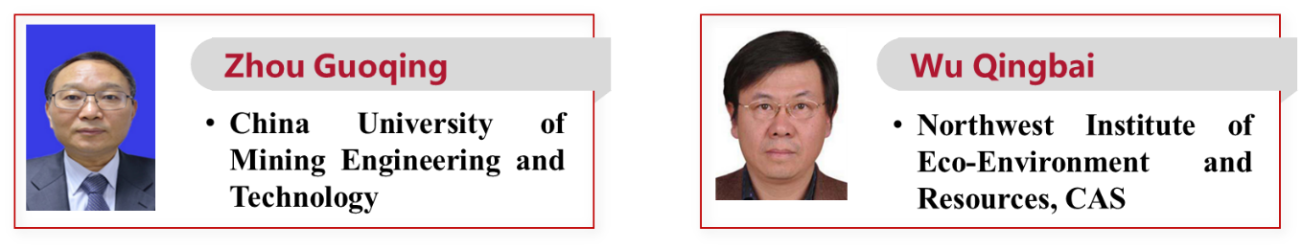 Zhou Guoqing
• China University of
Mining Engineering and
Technology
Wu Qingbai
• Northwest Institute of
Eco-Environment and
Resources, CAS